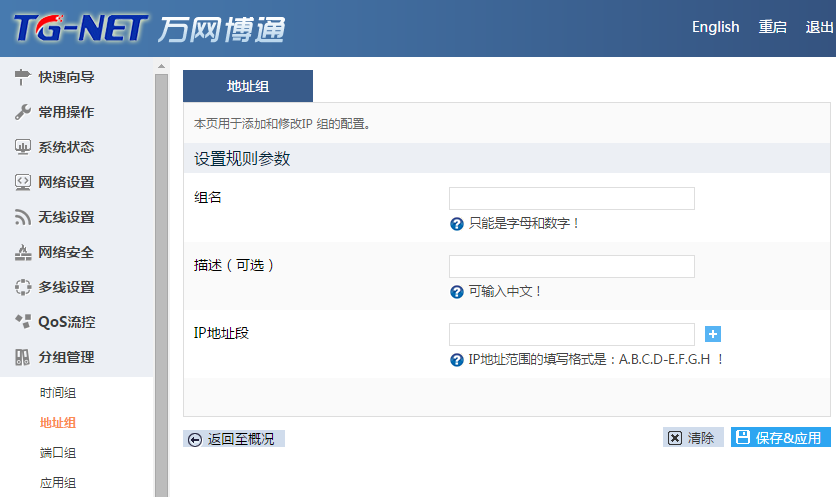 TG-NET 万网博通
English 重启 退出
快速向导
常用操作
系统状态
网络设置
无线设置
网络安全
多线设置
QoS流控
分组管理
时间组
地址组
端口组
应用组
地址组
本页用于添加和修改IP 组的配置。
设置规则参数
组名
只能是字母和数字！
描述（可选）
可输入中文！
IP地址段
IP地址范围的填写格式是：A.B.C.D-E.F.G.H ！
返回至概况
清除
保存&应用